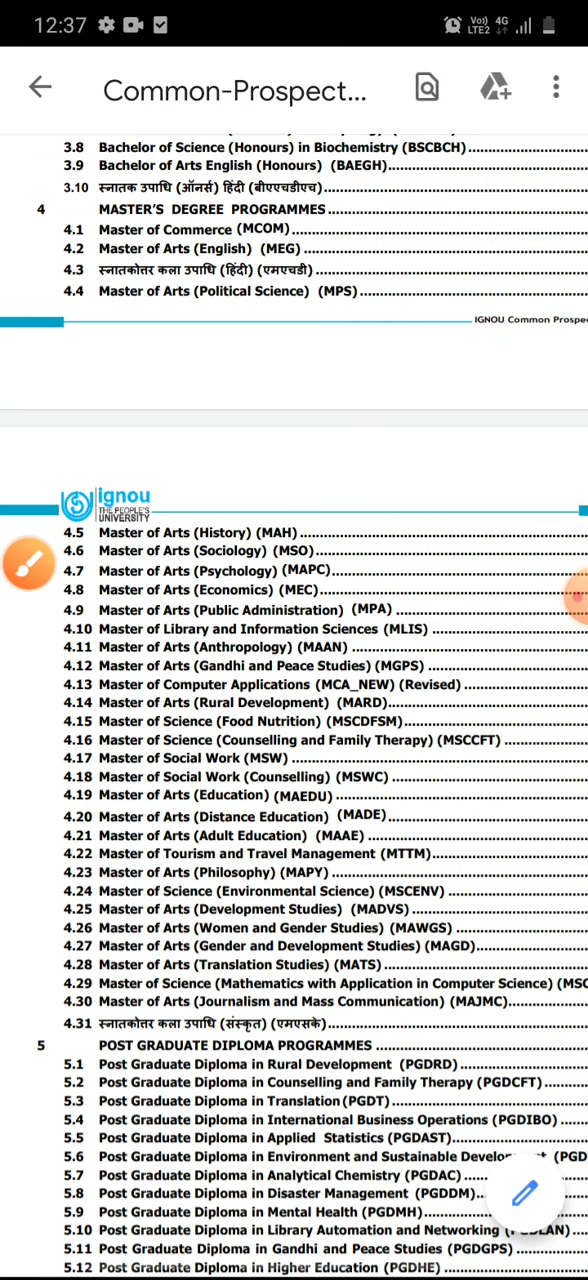 12:37 Vo)) 4G LTE2
Common-Prospect...
3.8 Bachelor of Science (Honours) in Biochemistry (BSCBCH)
3.9 Bachelor of Arts English (Honours) (BAEGH)
3.10 स्नातक उपाधि (ऑनर्स) हिंदी (बीएएचडीएच)
4 MASTER'S DEGREE PROGRAMMES
4.1 Master of Commerce (MCOM)
4.2 Master of Arts (English) (MEG)
4.3 स्नातकोत्तर कला उपाधि (हिंदी) (एमएचडी)
4.4 Master of Arts (Political Science) (MPS)
IGNOU Common Prospe
ignou
THE PEOPLE'S
UNIVERSITY
4.5 Master of Arts (History) (MAH)
4.6 Master of Arts (Sociology) (MSO)
4.7 Master of Arts (Psychology) (MAPC)
4.8 Master of Arts (Economics) (MEC)
4.9 Master of Arts (Public Administration) (MPA)
4.10 Master of Library and Information Sciences (MLIS)
4.11 Master of Arts (Anthropology) (MAAN)
4.12 Master of Arts (Gandhi and Peace Studies) (MGPS)
4.13 Master of Computer Applications (MCA_NEW) (Revised)
4.14 Master of Arts (Rural Development) (MARD)
4.15 Master of Science (Food Nutrition) (MSCDFSM)
4.16 Master of Science (Counselling and Family Therapy) (MSCCFT)
4.17 Master of Social Work (MSW)
4.18 Master of Social Work (Counselling) (MSWC)
4.19 Master of Arts (Education) (MAEDU)
4.20 Master of Arts (Distance Education) (MADE)
4.21 Master of Arts (Adult Education) (MAAE)
4.22 Master of Tourism and Travel Management (MTTM)
4.23 Master of Arts (Philosophy) (MAPY)
4.24 Master of Science (Environmental Science) (MSCENV)
4.25 Master of Arts (Development Studies) (MADVS)
4.26 Master of Arts (Women and Gender Studies) (MAWGS)
4.27 Master of Arts (Gender and Development Studies) (MAGD)
4.28 Master of Arts (Translation Studies) (MATS)
4.29 Master of Science (Mathematics with Application in Computer Science) (MSC
4.30 Master of Arts (Journalism and Mass Communication) (MAJMC)
4.31 स्नातकोत्तर कला उपाधि (संस्कृत) (एमएसके)
5 POST GRADUATE DIPLOMA PROGRAMMES
5.1 Post Graduate Diploma in Rural Development (PGDRD)
5.2 Post Graduate Diploma in Counselling and Family Therapy (PGDCFT)
5.3 Post Graduate Diploma in Translation (PGDT)
5.4 Post Graduate Diploma in International Business Operations (PGDIBO)
5.5 Post Graduate Diploma in Applied Statistics (PGDAST)
5.6 Post Graduate Diploma in Environment and Sustainable (PGD
5.7 Post Graduate Diploma in Analytical Chemistry (PGDAC)
5.8 Post Graduate Diploma in Disaster Management (PGDDM)
5.9 Post Graduate Diploma in Mental Health (PGDMH)
5.10 Post Graduate Diploma in Library Automation and Networking
5.11 Post Graduate Diploma in Gandhi and Peace Studies (PGDGPS)
5.12 Post Graduate Diploma in Higher Education (PGDHE)